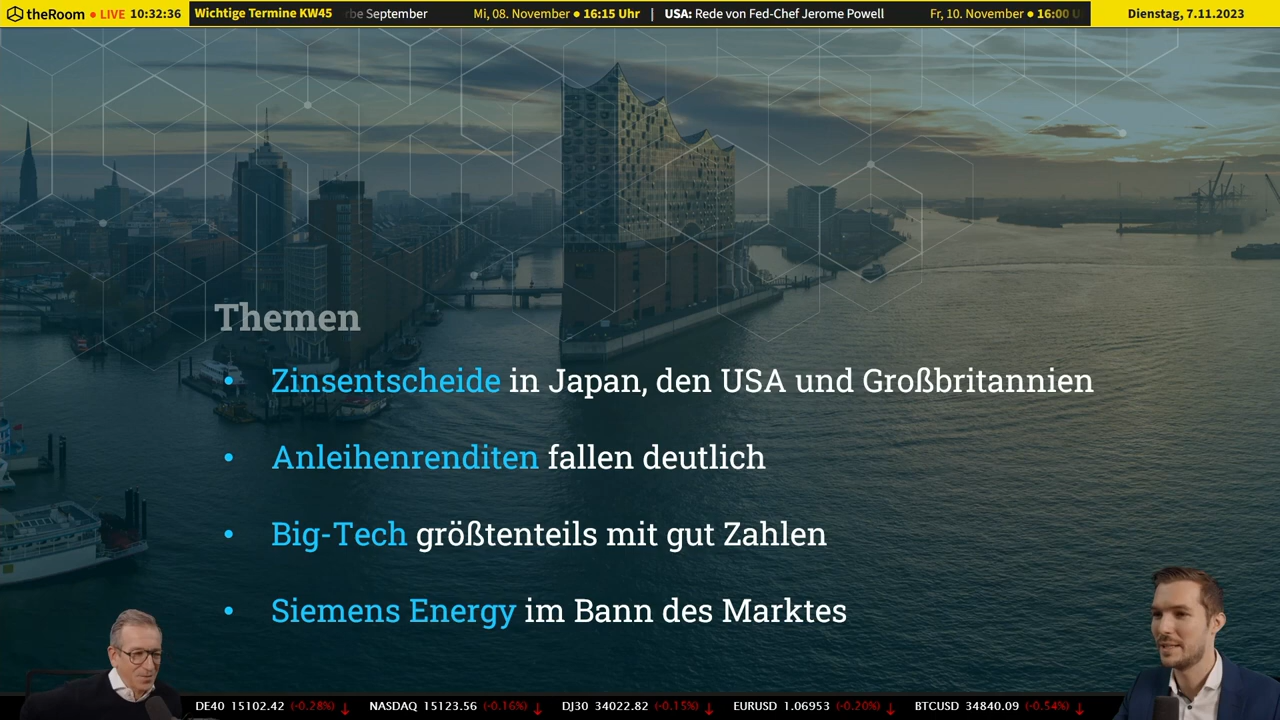 theRoom ● LIVE 10:32:36
Wichtige Termine KW45
September
Mi, 08. November ● 16:15 Uhr | USA: Rede von Fed-Chef Jerome Powell
Fr, 10. November ● 16:00
Dienstag, 7.11.2023
Themen
• Zinsentscheide in Japan, den USA und Großbritannien
• Anleihenrenditen fallen deutlich
• Big-Tech größtenteils mit gut Zahlen
• Siemens Energy im Bann des Marktes
DE40 15102.42 (-0.28%) ↓ NASDAQ 15123.56 (-0.16%) ↓ DJ30 34022.82 (-0.15%) ↓ EURUSD 1.06953 (-0.20%) ↓ BTCUSD 34840.09 (-0.54%) ↓